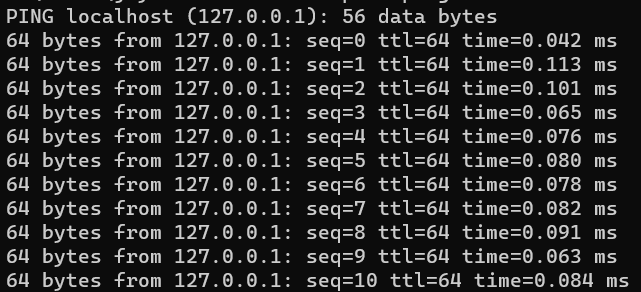 PING localhost (127.0.0.1): 56 data bytes
64 bytes from 127.0.0.1: seq=0 ttl=64 time=0.042 ms
64 bytes from 127.0.0.1: seq=1 ttl=64 time=0.113 ms
64 bytes from 127.0.0.1: seq=2 ttl=64 time=0.101 ms
64 bytes from 127.0.0.1: seq=3 ttl=64 time=0.065 ms
64 bytes from 127.0.0.1: seq=4 ttl=64 time=0.076 ms
64 bytes from 127.0.0.1: seq=5 ttl=64 time=0.080 ms
64 bytes from 127.0.0.1: seq=6 ttl=64 time=0.078 ms
64 bytes from 127.0.0.1: seq=7 ttl=64 time=0.082 ms
64 bytes from 127.0.0.1: seq=8 ttl=64 time=0.091 ms
64 bytes from 127.0.0.1: seq=9 ttl=64 time=0.063 ms
64 bytes from 127.0.0.1: seq=10 ttl=64 time=0.084 ms